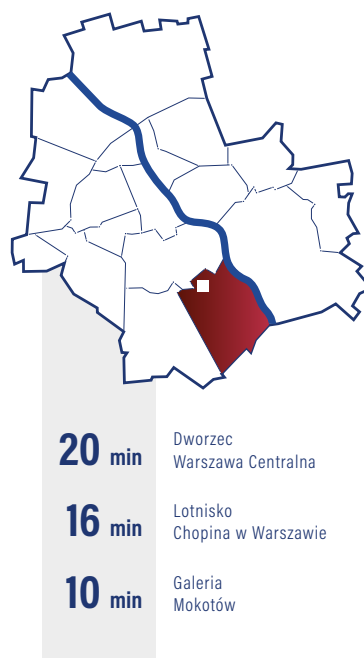 20 min
Dworzec
Warszawa Centralna
16 min
Lotnisko
Chopina w Warszawie
10 min
Galeria
Mokotów